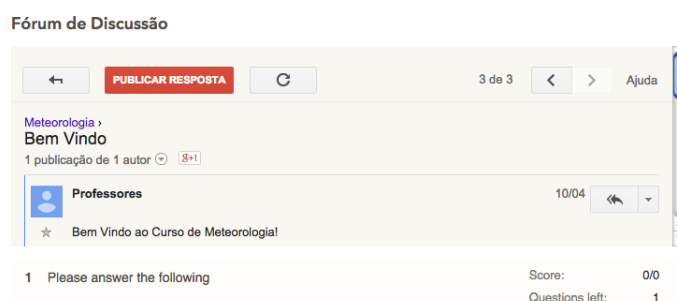 Fórum de Discussão
PUBLICAR RESPOSTA
3 de 3
Ajuda
Meteorologia ›
Bem Vindo
1 publicação de 1 autor
g+1
Professores
10/04
Bem Vindo ao Curso de Meteorologia!
1 Please answer the following
Score: 0/0
Questions left: 1